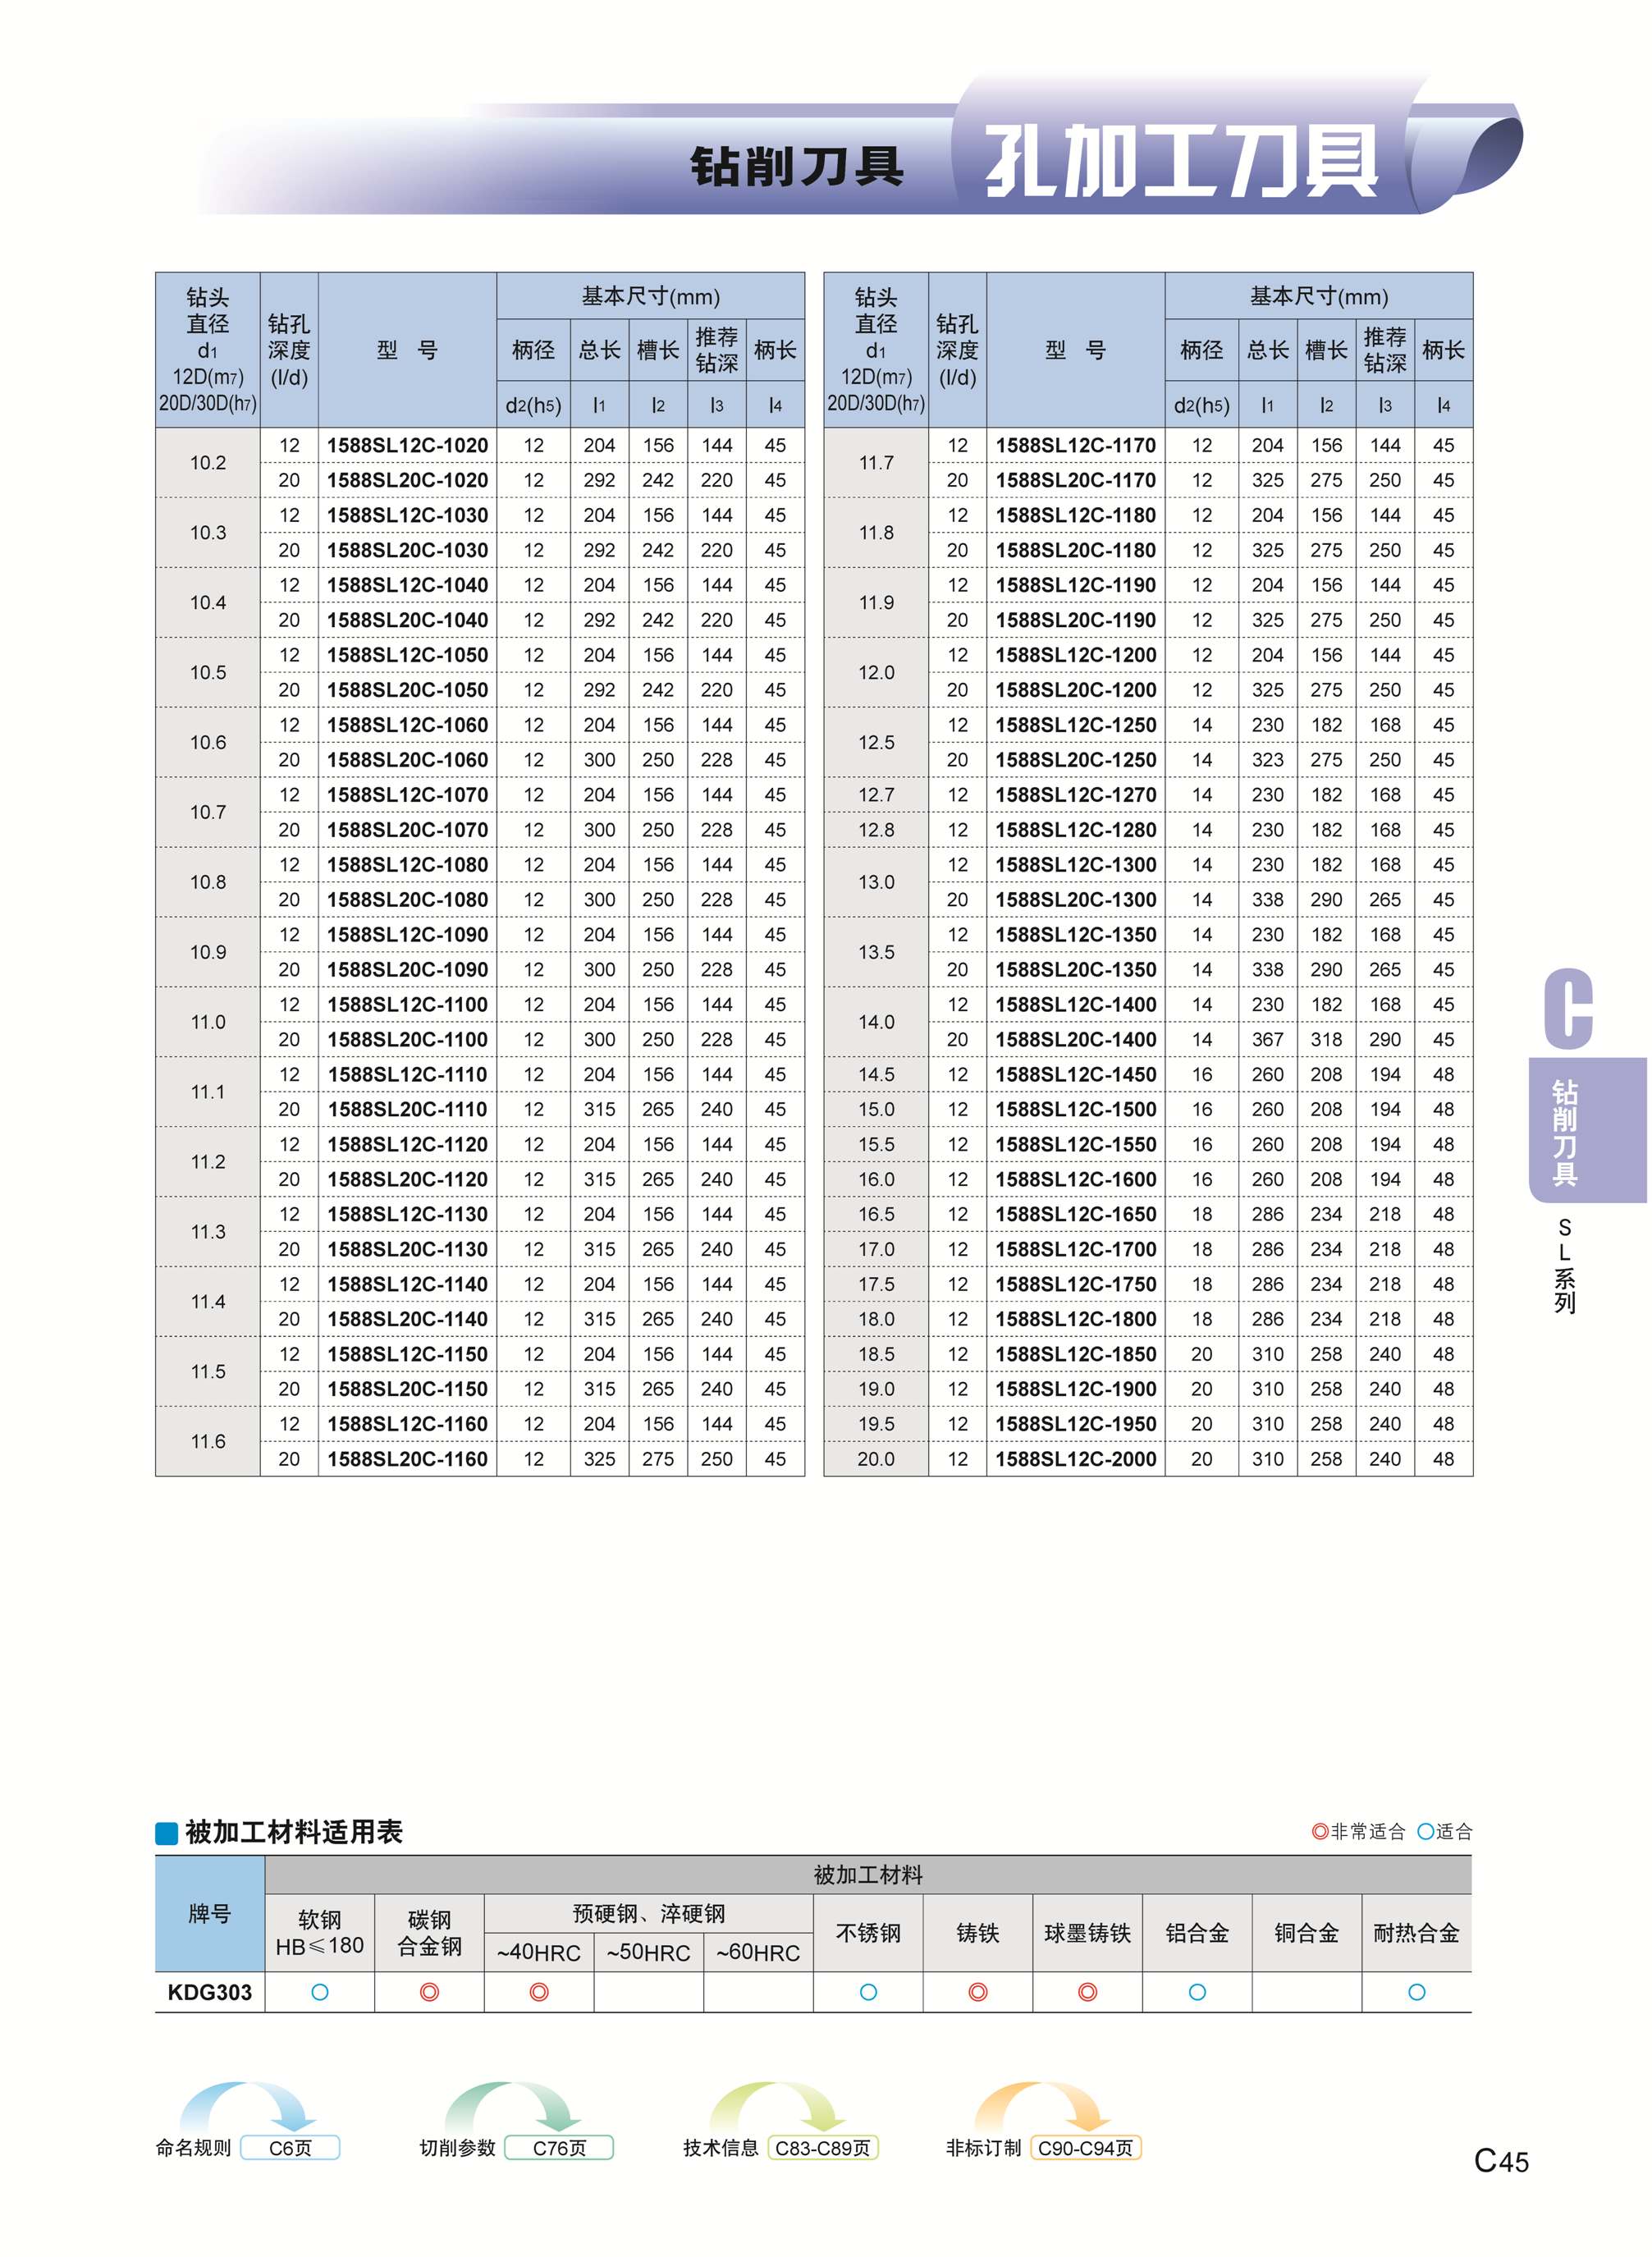 钻削刀具 孔加工刀具
钻头直径 d1 12D(m7) 20D/30D(h7) 钻孔深度 (l/d) 型 号 基本尺寸(mm)
柄径 总长 槽长 推荐钻深 柄长
d2(h5) l1 l2 l3 l4
10.2 12 1588SL12C-1020 12 204 156 144 45
20 1588SL20C-1020 12 292 242 220 45
10.3 12 1588SL12C-1030 12 204 156 144 45
20 1588SL20C-1030 12 292 242 220 45
10.4 12 1588SL12C-1040 12 204 156 144 45
20 1588SL20C-1040 12 292 242 220 45
10.5 12 1588SL12C-1050 12 204 156 144 45
20 1588SL20C-1050 12 292 242 220 45
10.6 12 1588SL12C-1060 12 204 156 144 45
20 1588SL20C-1060 12 300 250 228 45
10.7 12 1588SL12C-1070 12 204 156 144 45
20 1588SL20C-1070 12 300 250 228 45
10.8 12 1588SL12C-1080 12 204 156 144 45
20 1588SL20C-1080 12 300 250 228 45
10.9 12 1588SL12C-1090 12 204 156 144 45
20 1588SL20C-1090 12 300 250 228 45
11.0 12 1588SL12C-1100 12 204 156 144 45
20 1588SL20C-1100 12 300 250 228 45
11.1 12 1588SL12C-1110 12 204 156 144 45
20 1588SL20C-1110 12 315 265 240 45
11.2 12 1588SL12C-1120 12 204 156 144 45
20 1588SL20C-1120 12 315 265 240 45
11.3 12 1588SL12C-1130 12 204 156 144 45
20 1588SL20C-1130 12 315 265 240 45
11.4 12 1588SL12C-1140 12 204 156 144 45
20 1588SL20C-1140 12 315 265 240 45
11.5 12 1588SL12C-1150 12 204 156 144 45
20 1588SL20C-1150 12 315 265 240 45
11.6 12 1588SL12C-1160 12 204 156 144 45
20 1588SL20C-1160 12 325 275 250 45
钻头直径 d1 12D(m7) 20D/30D(h7) 钻孔深度 (l/d) 型 号 基本尺寸(mm)
柄径 总长 槽长 推荐钻深 柄长
d2(h5) l1 l2 l3 l4
11.7 12 1588SL12C-1170 12 204 156 144 45
20 1588SL20C-1170 12 325 275 250 45
11.8 12 1588SL12C-1180 12 204 156 144 45
20 1588SL20C-1180 12 325 275 250 45
11.9 12 1588SL12C-1190 12 204 156 144 45
20 1588SL20C-1190 12 325 275 250 45
12.0 12 1588SL12C-1200 12 204 156 144 45
20 1588SL20C-1200 12 325 275 250 45
12.5 12 1588SL12C-1250 14 230 182 168 45
20 1588SL20C-1250 14 323 275 250 45
12.7 12 1588SL12C-1270 14 230 182 168 45
12.8 12 1588SL12C-1280 14 230 182 168 45
13.0 12 1588SL12C-1300 14 230 182 168 45
20 1588SL20C-1300 14 338 290 265 45
13.5 12 1588SL12C-1350 14 230 182 168 45
20 1588SL20C-1350 14 338 290 265 45
14.0 12 1588SL12C-1400 14 230 182 168 45
20 1588SL20C-1400 14 367 318 290 45
14.5 12 1588SL12C-1450 16 260 208 194 48
15.0 12 1588SL12C-1500 16 260 208 194 48
15.5 12 1588SL12C-1550 16 260 208 194 48
16.0 12 1588SL12C-1600 16 260 208 194 48
16.5 12 1588SL12C-1650 18 286 234 218 48
17.0 12 1588SL12C-1700 18 286 234 218 48
17.5 12 1588SL12C-1750 18 286 234 218 48
18.0 12 1588SL12C-1800 18 286 234 218 48
18.5 12 1588SL12C-1850 20 310 258 240 48
19.0 12 1588SL12C-1900 20 310 258 240 48
19.5 12 1588SL12C-1950 20 310 258 240 48
20.0 12 1588SL12C-2000 20 310 258 240 48
C
钻削刀具
SL系列
被加工材料适用表 ◎非常适合 ○适合
牌号 被加工材料
软钢 HB≤180 碳钢 合金钢 预硬钢、淬硬钢 不锈钢 铸铁 球墨铸铁 铝合金 铜合金 耐热合金
~40HRC ~50HRC ~60HRC
KDG303 ○ ◎ ◎ ○ ◎ ◎ ○ ○
命名规则 C6页 切削参数 C76页 技术信息 C83-C89页 非标订制 C90-C94页
C45